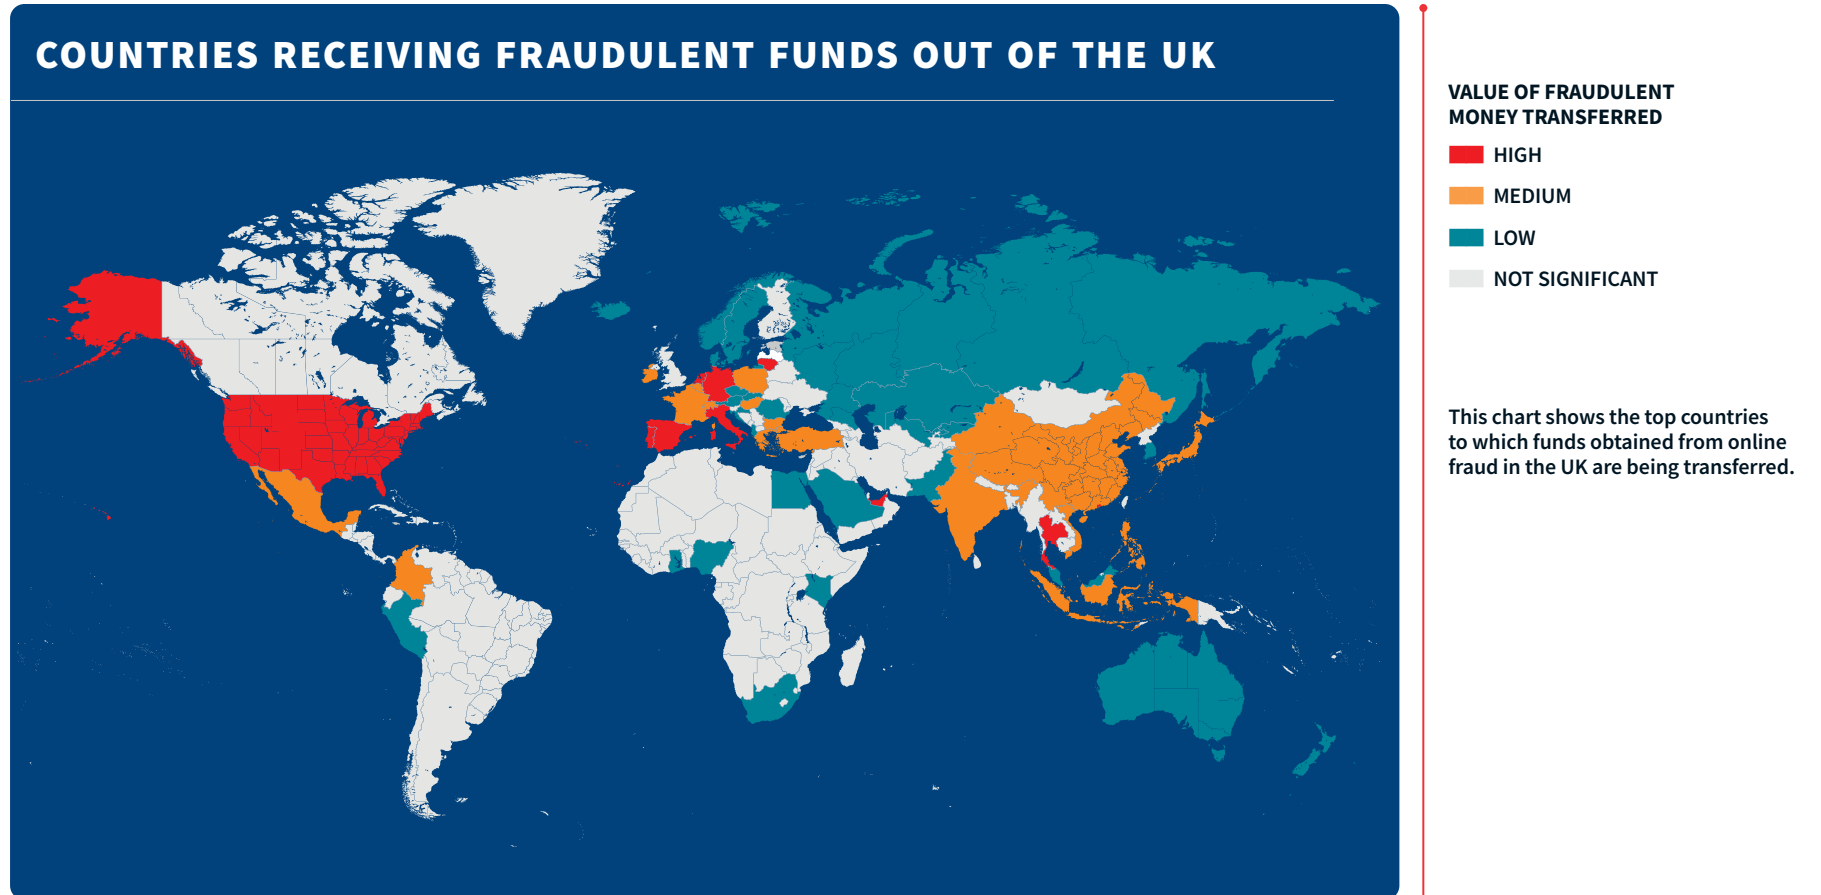 COUNTRIES RECEIVING FRAUDULENT FUNDS OUT OF THE UK
VALUE OF FRAUDULENT
MONEY TRANSFERRED
HIGH
MEDIUM
LOW
NOT SIGNIFICANT
This chart shows the top countries
to which funds obtained from online
fraud in the UK are being transferred.